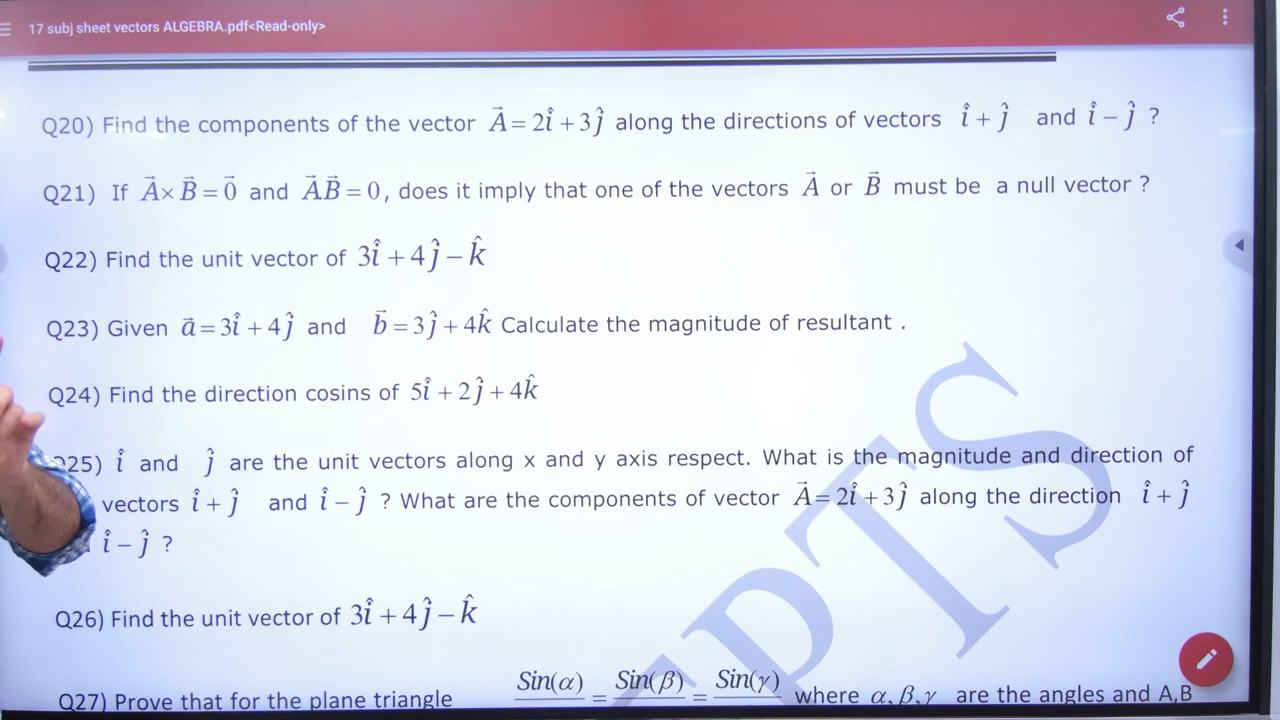 17 subj sheet vectors ALGEBRA.pdf<Read-only>
Q20) Find the components of the vector A⃗ = 2î + 3ĵ along the directions of vectors î + ĵ and î − ĵ ?
Q21) If A⃗ × B⃗ = 0⃗ and A⃗B⃗ = 0, does it imply that one of the vectors A⃗ or B⃗ must be a null vector ?
Q22) Find the unit vector of 3î + 4ĵ − k̂
Q23) Given a⃗ = 3î + 4ĵ and b⃗ = 3ĵ + 4k̂ Calculate the magnitude of resultant .
Q24) Find the direction cosins of 5î + 2ĵ + 4k̂
25) î and ĵ are the unit vectors along x and y axis respect. What is the magnitude and direction of
vectors î + ĵ and î − ĵ ? What are the components of vector A⃗ = 2î + 3ĵ along the direction î + ĵ
î − ĵ ?
Q26) Find the unit vector of 3î + 4ĵ − k̂
Q27) Prove that for the plane triangle Sin(α) = Sin(β) = Sin(γ) where α, β, γ are the angles and A,B
PTS